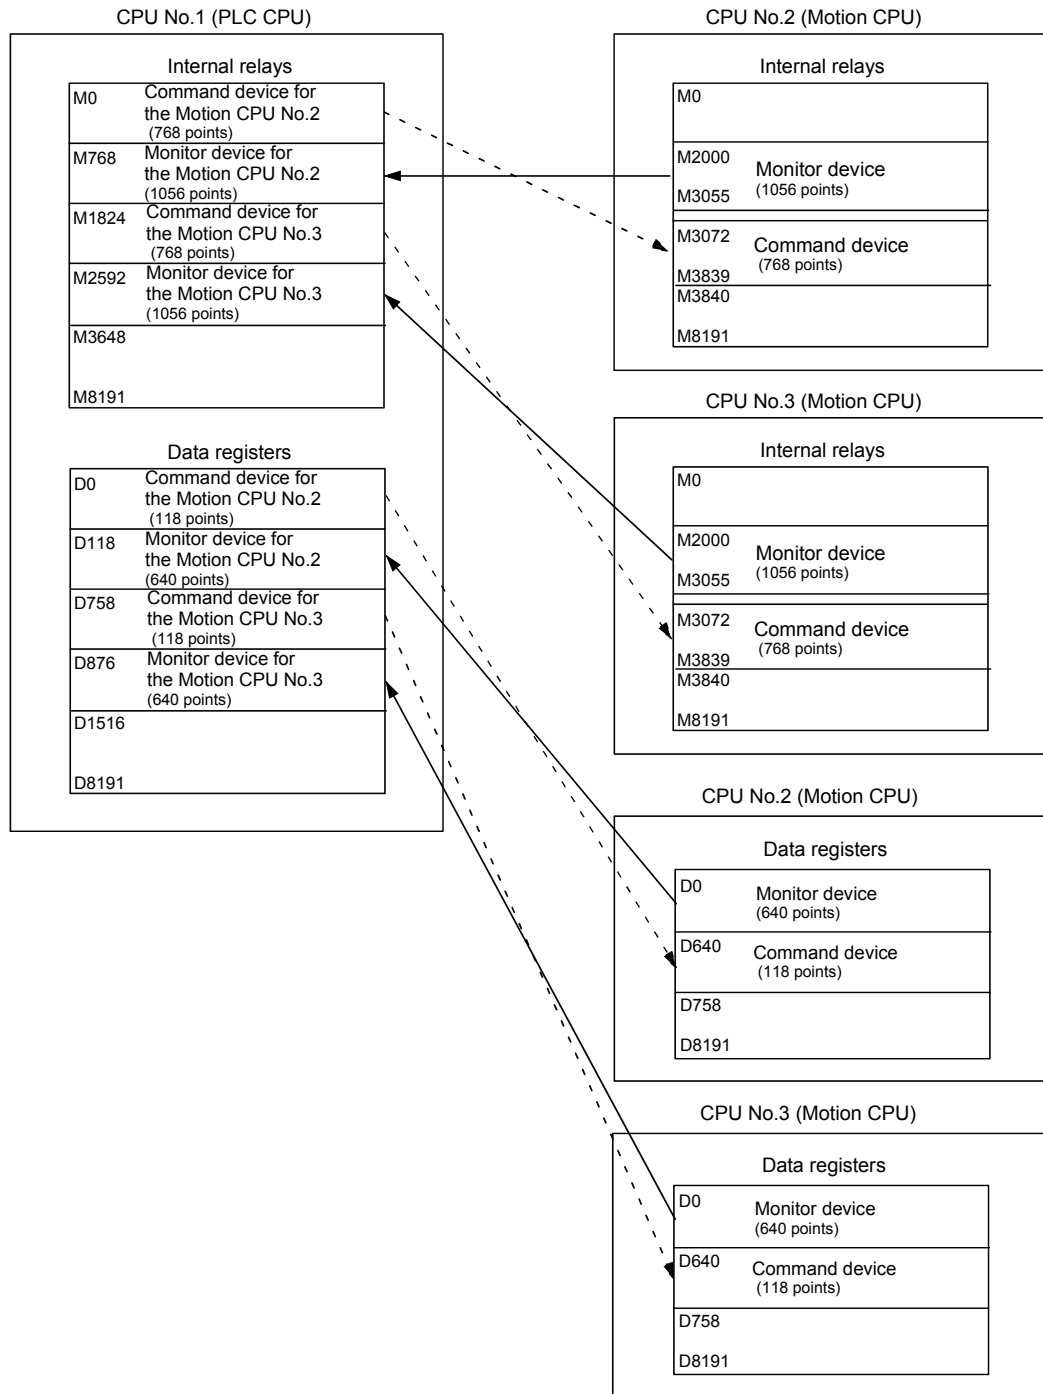 CPU No.1 (PLC CPU)
Internal relays
M0 Command device for
the Motion CPU No.2
(768 points)
M768 Monitor device for
the Motion CPU No.2
(1056 points)
M1824 Command device for
the Motion CPU No.3
(768 points)
M2592 Monitor device for
the Motion CPU No.3
(1056 points)
M3648
M8191
Data registers
D0 Command device for
the Motion CPU No.2
(118 points)
D118 Monitor device for
the Motion CPU No.2
(640 points)
D758 Command device for
the Motion CPU No.3
(118 points)
D876 Monitor device for
the Motion CPU No.3
(640 points)
D1516
D8191
CPU No.2 (Motion CPU)
Internal relays
M0
M2000
Monitor device
(1056 points)
M3055
M3072
Command device
(768 points)
M3839
M3840
M8191
CPU No.3 (Motion CPU)
Internal relays
M0
M2000
Monitor device
(1056 points)
M3055
M3072
Command device
(768 points)
M3839
M3840
M8191
CPU No.2 (Motion CPU)
Data registers
D0
Monitor device
(640 points)
D640
Command device
(118 points)
D758
D8191
CPU No.3 (Motion CPU)
Data registers
D0
Monitor device
(640 points)
D640
Command device
(118 points)
D758
D8191